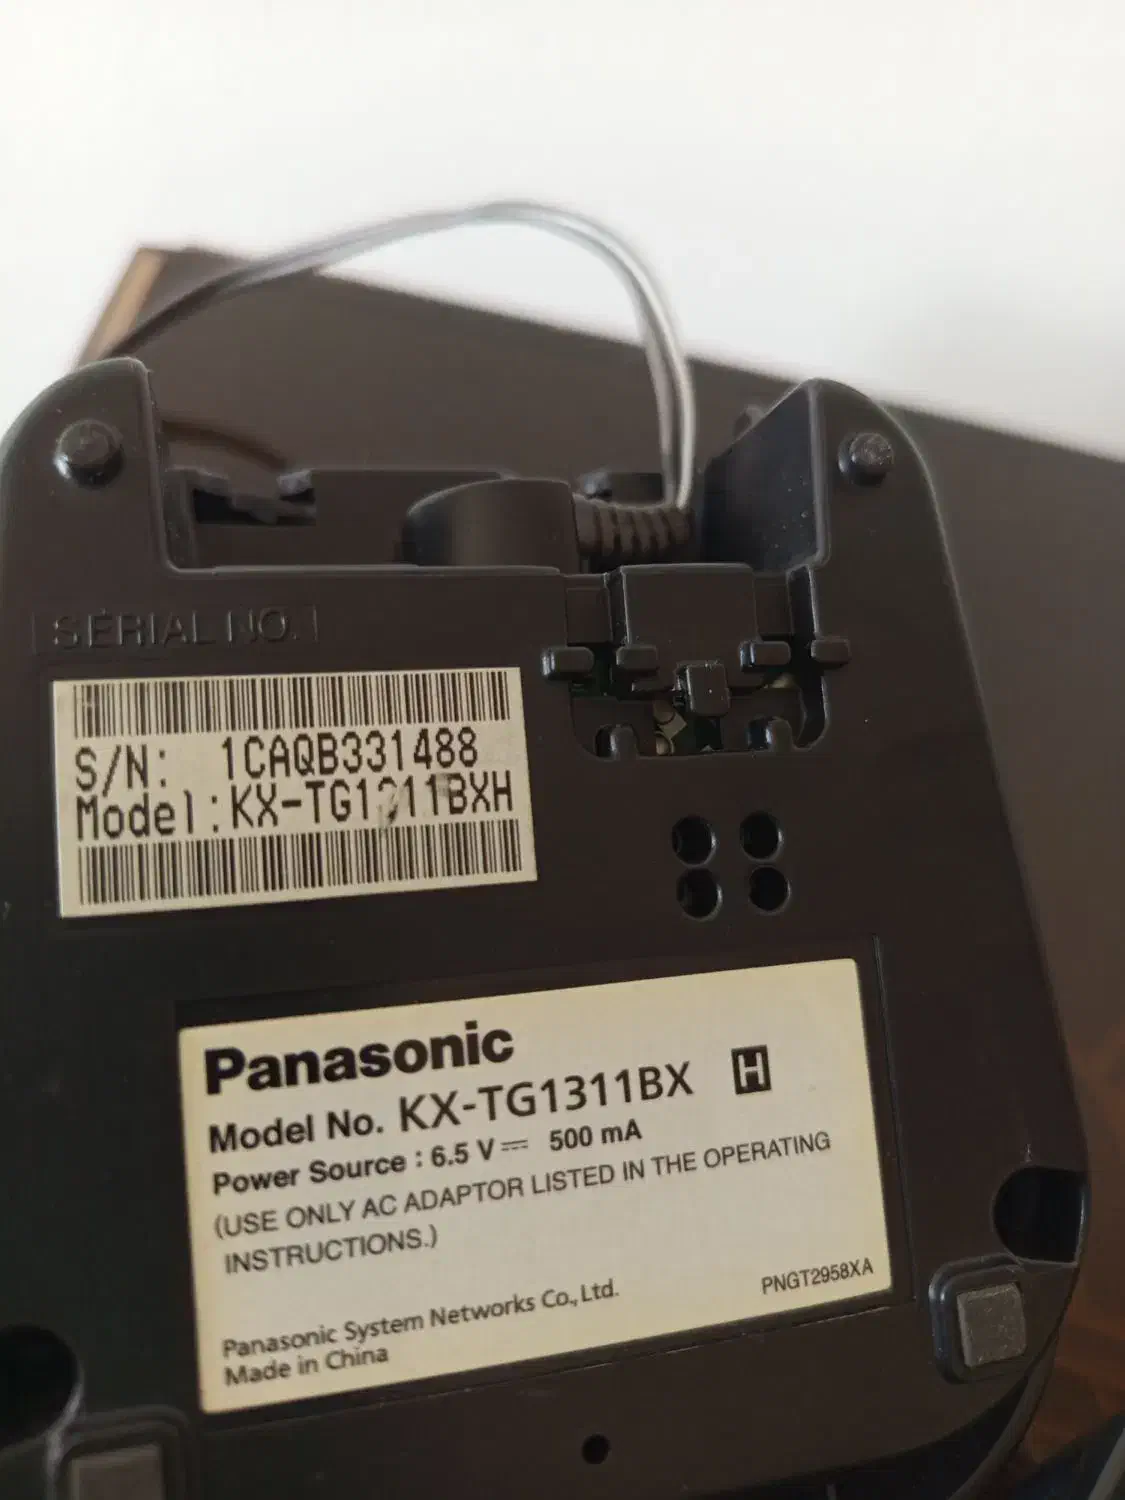 SERIAL NO.
S/N: 1CAQB331488
Model:KX-TG1311BXH
Panasonic
Model No. KX-TG1311BX H
Power Source : 6.5 V⎓ 500 mA
(USE ONLY AC ADAPTOR LISTED IN THE OPERATING
INSTRUCTIONS.)
PNGT2958XA
Panasonic System Networks Co., Ltd.
Made in China